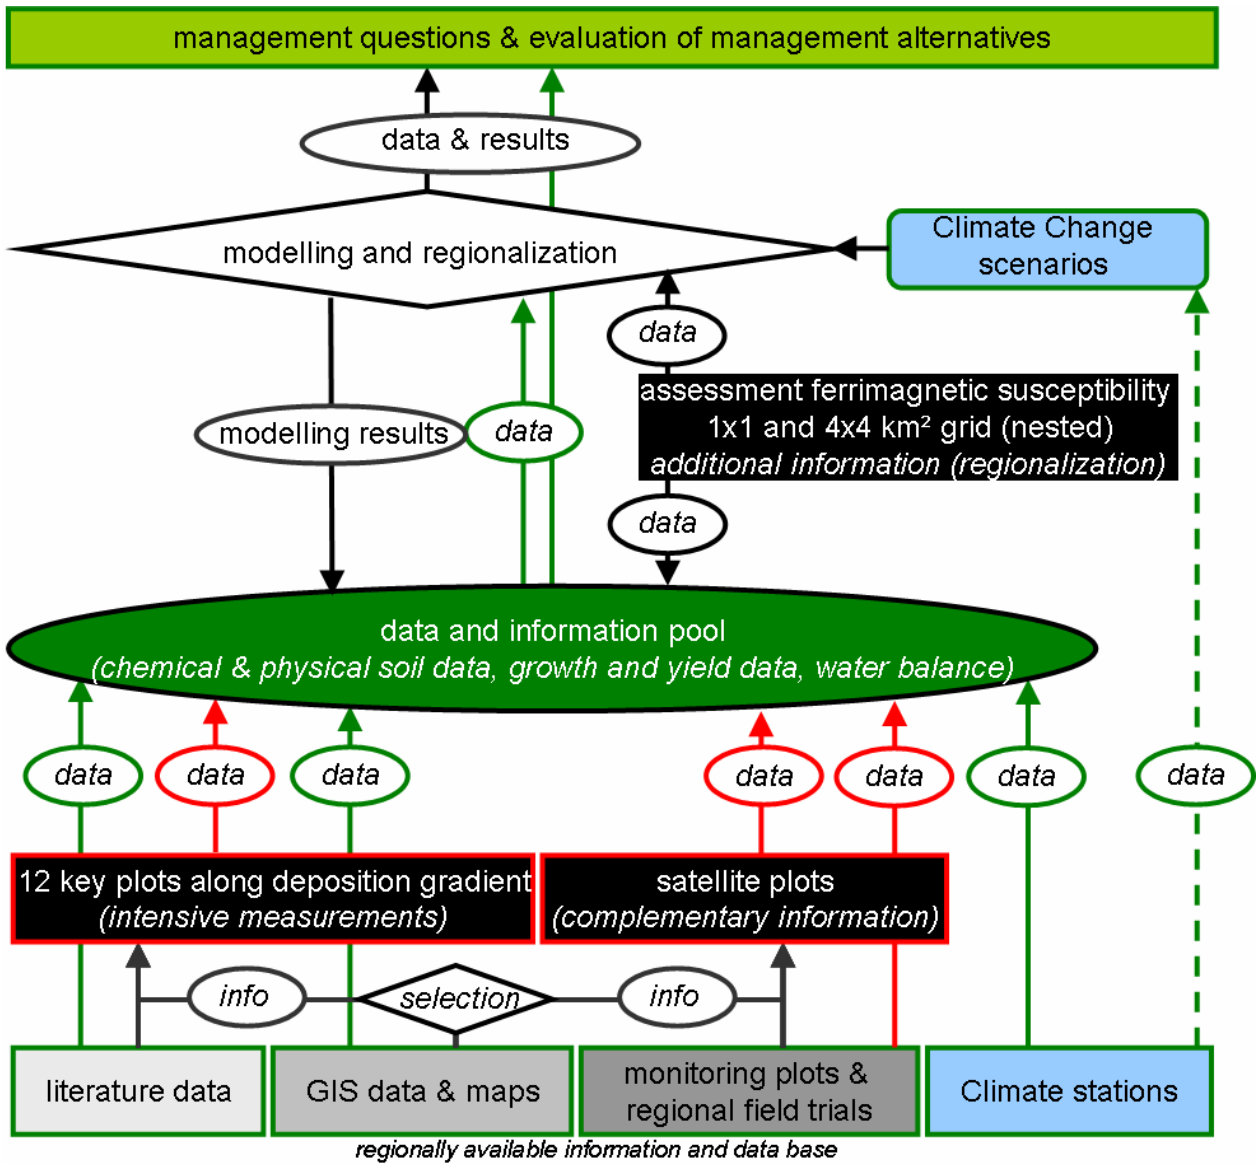 management questions & evaluation of management alternatives
data & results
modelling and regionalization
Climate Change
scenarios
data
assessment ferrimagnetic susceptibility
1x1 and 4x4 km² grid (nested)
additional information (regionalization)
modelling results
data
data
data and information pool
(chemical & physical soil data, growth and yield data, water balance)
data
data
data
data
data
data
data
12 key plots along deposition gradient
(intensive measurements)
satellite plots
(complementary information)
info
selection
info
literature data
GIS data & maps
monitoring plots &
regional field trials
Climate stations
regionally available information and data base